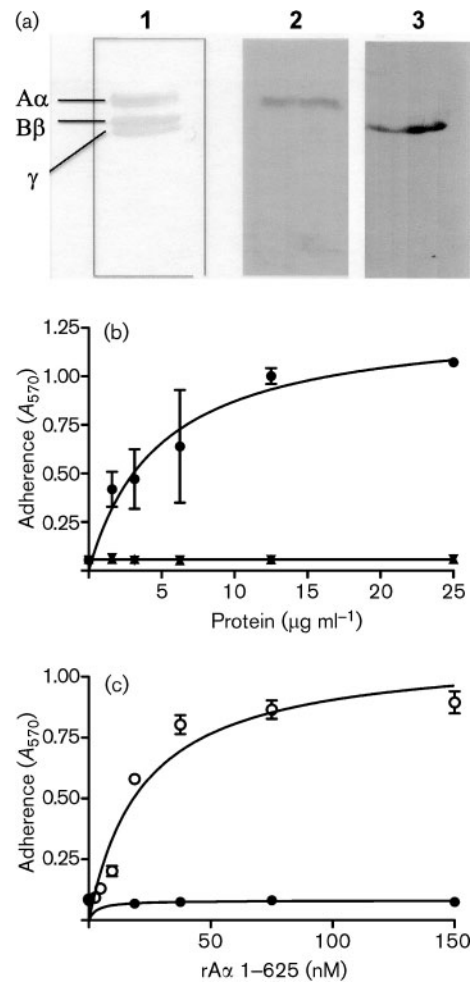 (a) 1 2 3
Aα
Bβ
γ
(b)
1.25
1.00
0.75
0.50
0.25
Adherence (A570)
0 5 10 15 20 25
Protein (μg ml−1)
(c)
1.00
0.75
0.50
0.25
Adherence (A570)
50 100 150
rAα 1–625 (nM)